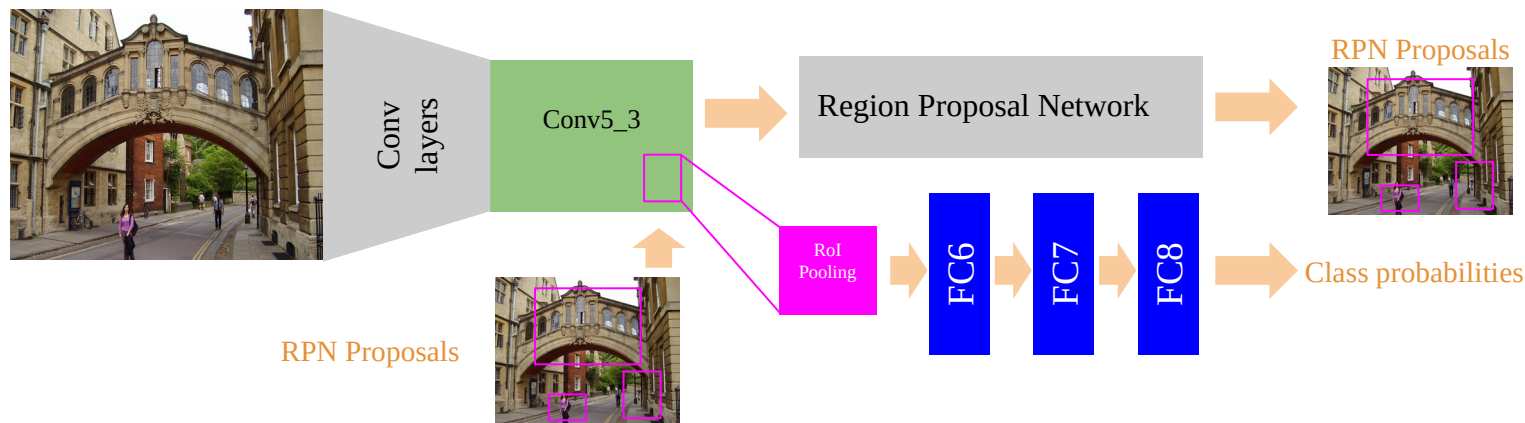 RPN Proposals
Conv
layers
Conv5_3
Region Proposal Network
RoI
Pooling
FC6
FC7
FC8
Class probabilities
RPN Proposals